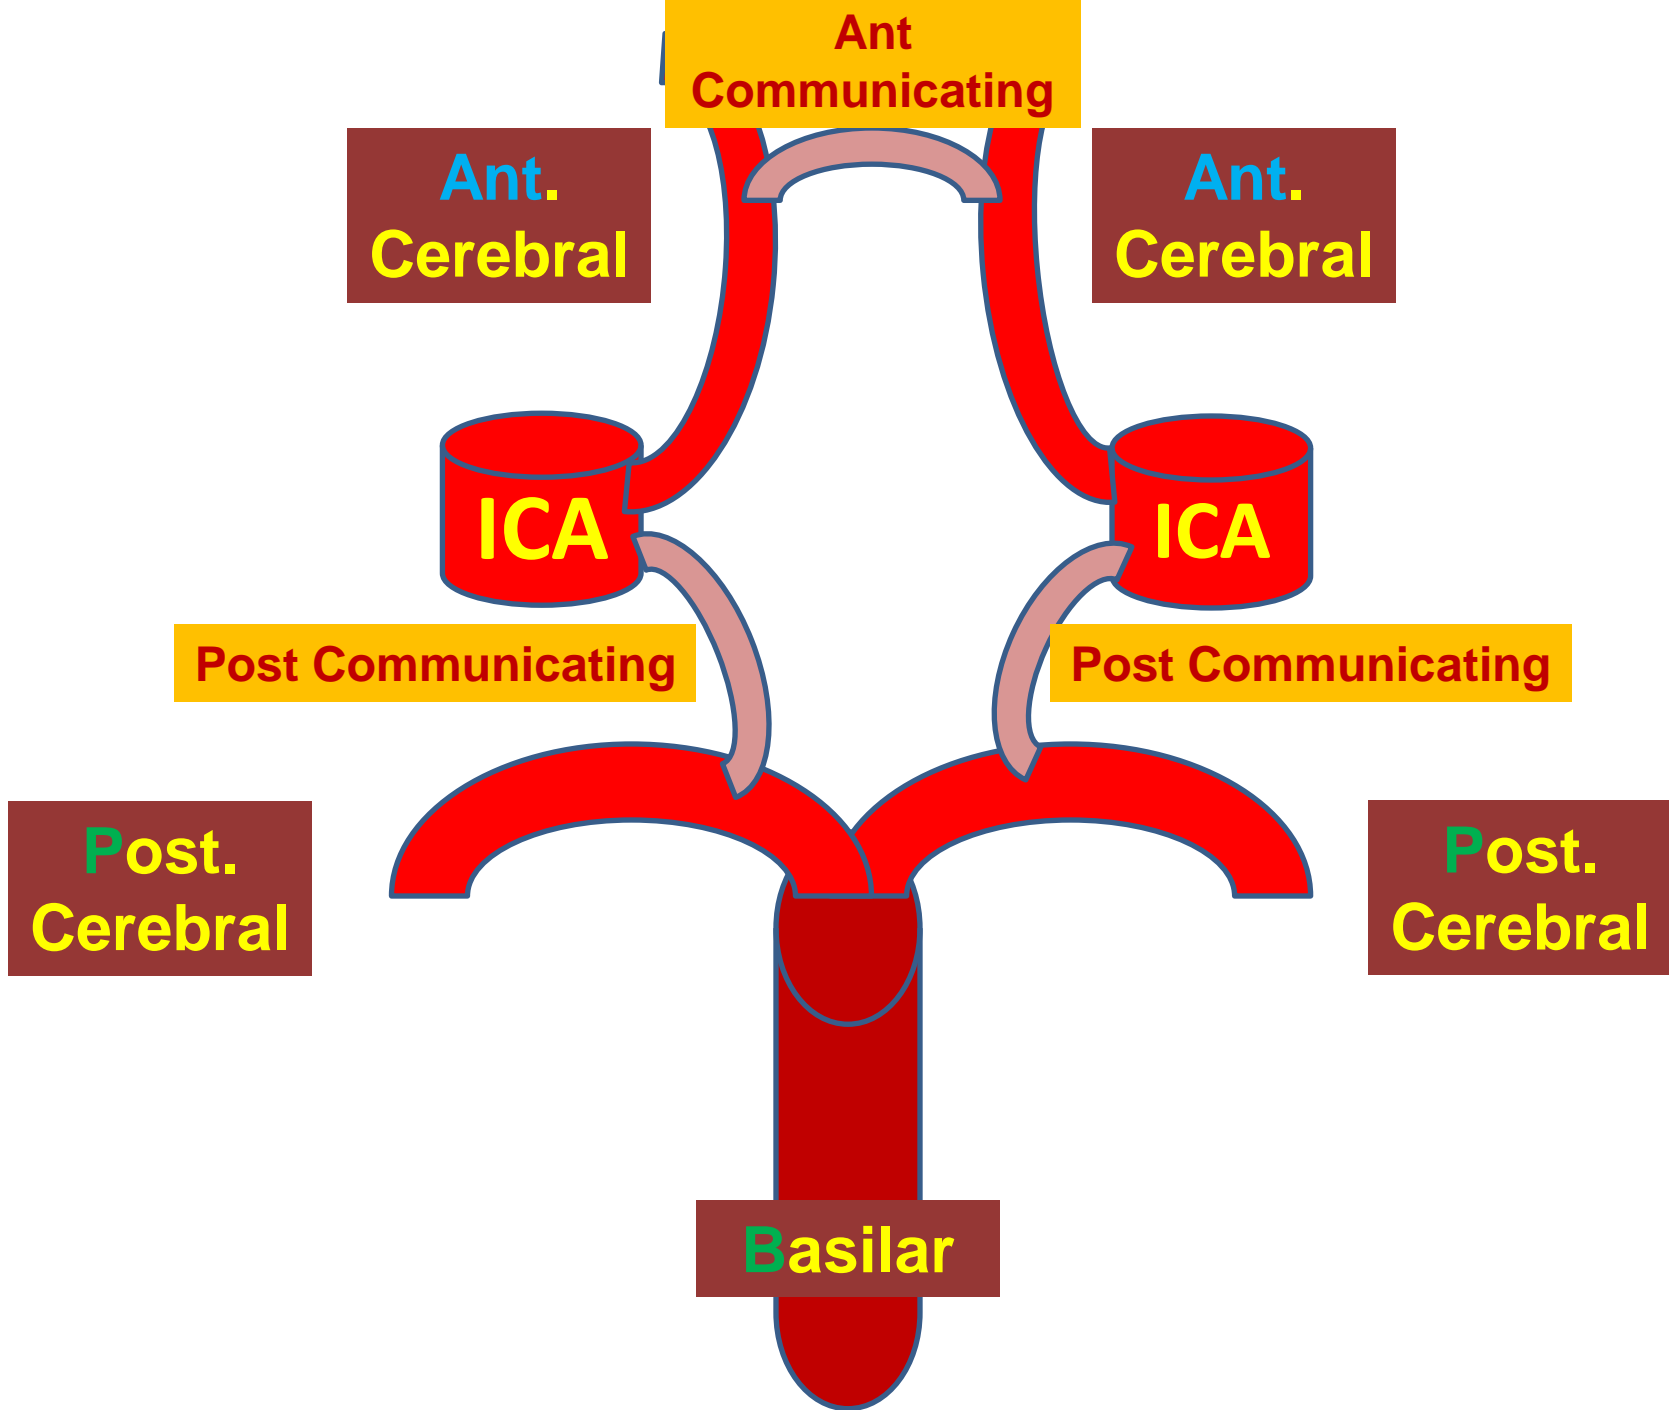 Ant
Communicating
Ant.
Cerebral
Ant.
Cerebral
ICA
ICA
Post Communicating
Post Communicating
Post.
Cerebral
Post.
Cerebral
Basilar